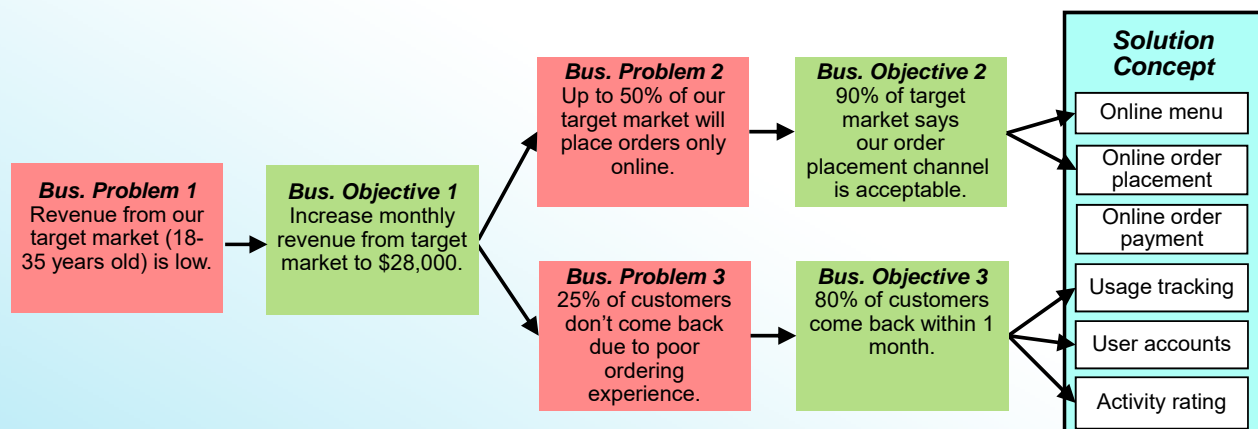 Bus. Problem 1
Revenue from our
target market (18-
35 years old) is low.
Bus. Objective 1
Increase monthly
revenue from target
market to $28,000.
Bus. Problem 2
Up to 50% of our
target market will
place orders only
online.
Bus. Objective 2
90% of target
market says
our order
placement channel
is acceptable.
Bus. Problem 3
25% of customers
don’t come back
due to poor
ordering
experience.
Bus. Objective 3
80% of customers
come back within 1
month.
Solution
Concept
Online menu
Online order
placement
Online order
payment
Usage tracking
User accounts
Activity rating